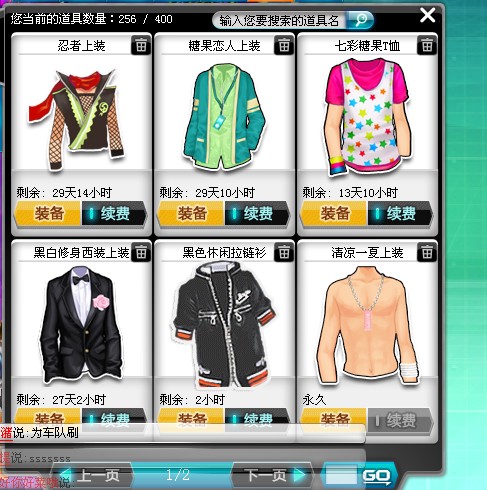 您当前的道具数量：256 / 400
输入您要搜索的道具名
忍者上装 糖果恋人上装 七彩糖果T恤
剩余: 29天14小时 剩余: 29天10小时 剩余: 13天10小时
装备 续费 装备 续费 装备 续费
黑白修身西装上装 黑色休闲拉链衫 清凉一夏上装
剩余: 27天2小时 剩余: 2小时 永久
装备 续费 装备 续费 装备 续费
说:为车队刷
说:sssssss
上一页 1/2 下一页 GO
说: